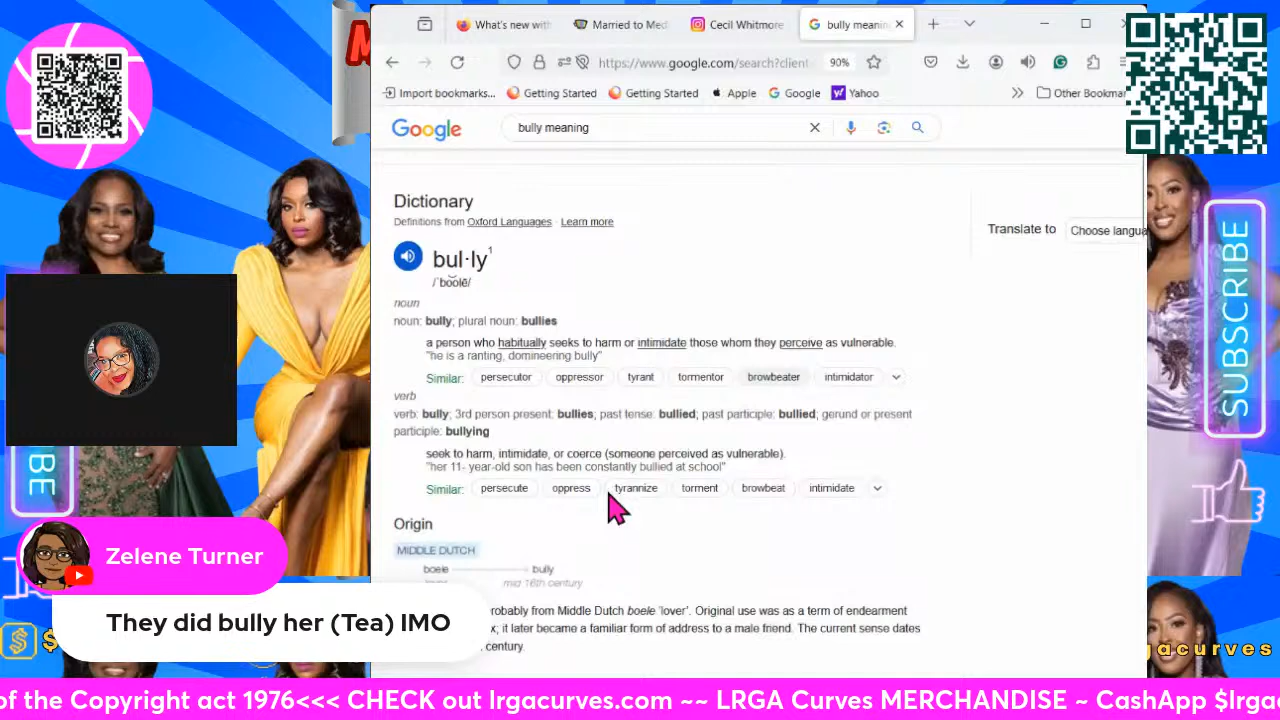 M
What's new with
Married to Med
Cecil Whitmore
bully meanin
https://www.google.com/search?client
90%
Import bookmarks...
Getting Started
Getting Started
Apple
Google
Yahoo
Other Bookmar
Google
bully meaning
Dictionary
Definitions from Oxford Languages · Learn more
Translate to
Choose langua
bul·ly1
/ˈbo͝olē/
noun
noun: bully; plural noun: bullies
a person who habitually seeks to harm or intimidate those whom they perceive as vulnerable.
"he is a ranting, domineering bully"
Similar: persecutor oppressor tyrant tormentor browbeater intimidator
verb
verb: bully; 3rd person present: bullies; past tense: bullied; past participle: bullied; gerund or present
participle: bullying
seek to harm, intimidate, or coerce (someone perceived as vulnerable).
"her 11- year-old son has been constantly bullied at school"
Similar: persecute oppress tyrannize torment browbeat intimidate
Origin
MIDDLE DUTCH
boele bully
mid 16th century
robably from Middle Dutch boele 'lover'. Original use was as a term of endearment
x; it later became a familiar form of address to a male friend. The current sense dates
century.
SUBSCRIBE
BE
Zelene Turner
They did bully her (Tea) IMO
$
gacurves
of the Copyright act 1976<<< CHECK out lrgacurves.com ~~ LRGA Curves MERCHANDISE ~ CashApp $lrga